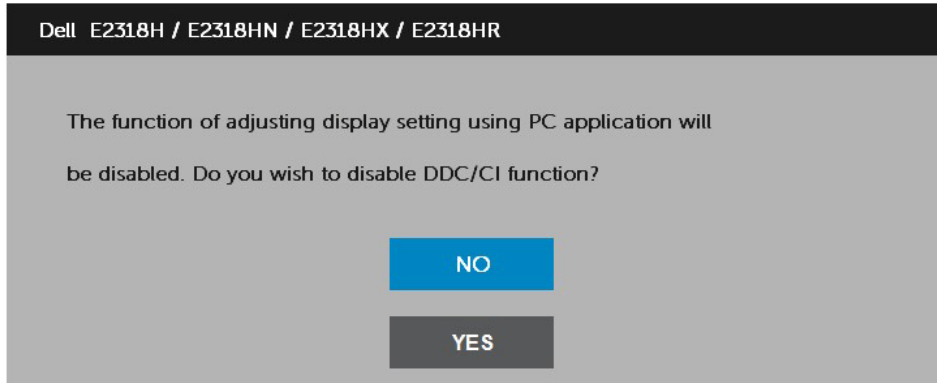 Dell E2318H / E2318HN / E2318HX / E2318HR
The function of adjusting display setting using PC application will
be disabled. Do you wish to disable DDC/CI function?
NO
YES